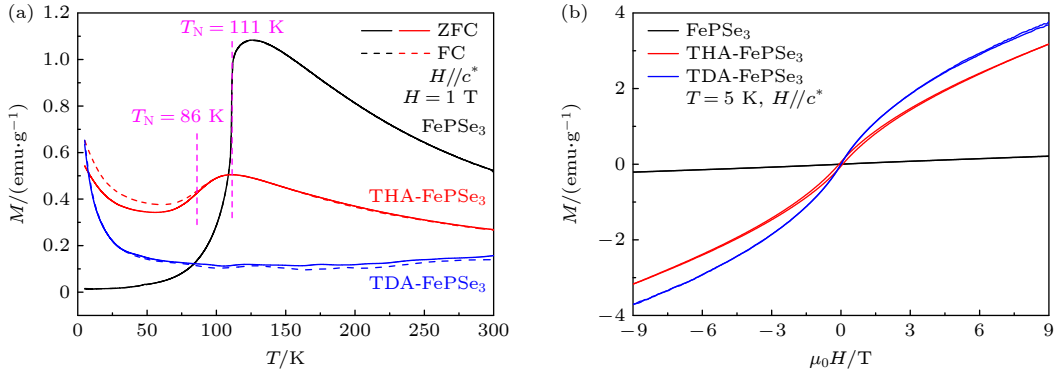 (a)
1.2
1.0
0.8
0.6
0.4
0.2
0
M/(emu·g⁻¹)
T_N = 111 K
T_N = 86 K
ZFC
FC
H//c*
H = 1 T
FePSe₃
THA-FePSe₃
TDA-FePSe₃
0 50 100 150 200 250 300
T/K
(b)
4
2
0
−2
−4
M/(emu·g⁻¹)
FePSe₃
THA-FePSe₃
TDA-FePSe₃
T = 5 K, H//c*
−9 −6 −3 0 3 6 9
μ₀H/T